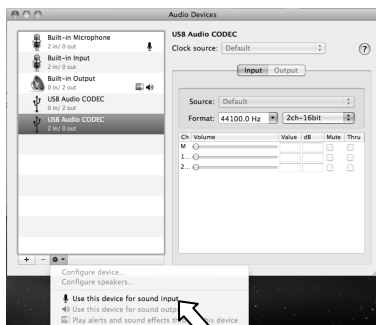 Audio Devices
Built-in Microphone
2 in/ 0 out
Built-in Input
2 in/ 0 out
Built-in Output
0 in/ 2 out
USB Audio CODEC
0 in/ 2 out
USB Audio CODEC
2 in/ 0 out
+ −
Configure device...
Configure speakers...
Use this device for sound input
Use this device for sound outp
Play alerts and sound effects th his device
USB Audio CODEC
Clock source: Default
?
Input Output
Source: Default
Format: 44100.0 Hz 2ch-16bit
Ch Volume Value dB Mute Thru
M
1...
2...